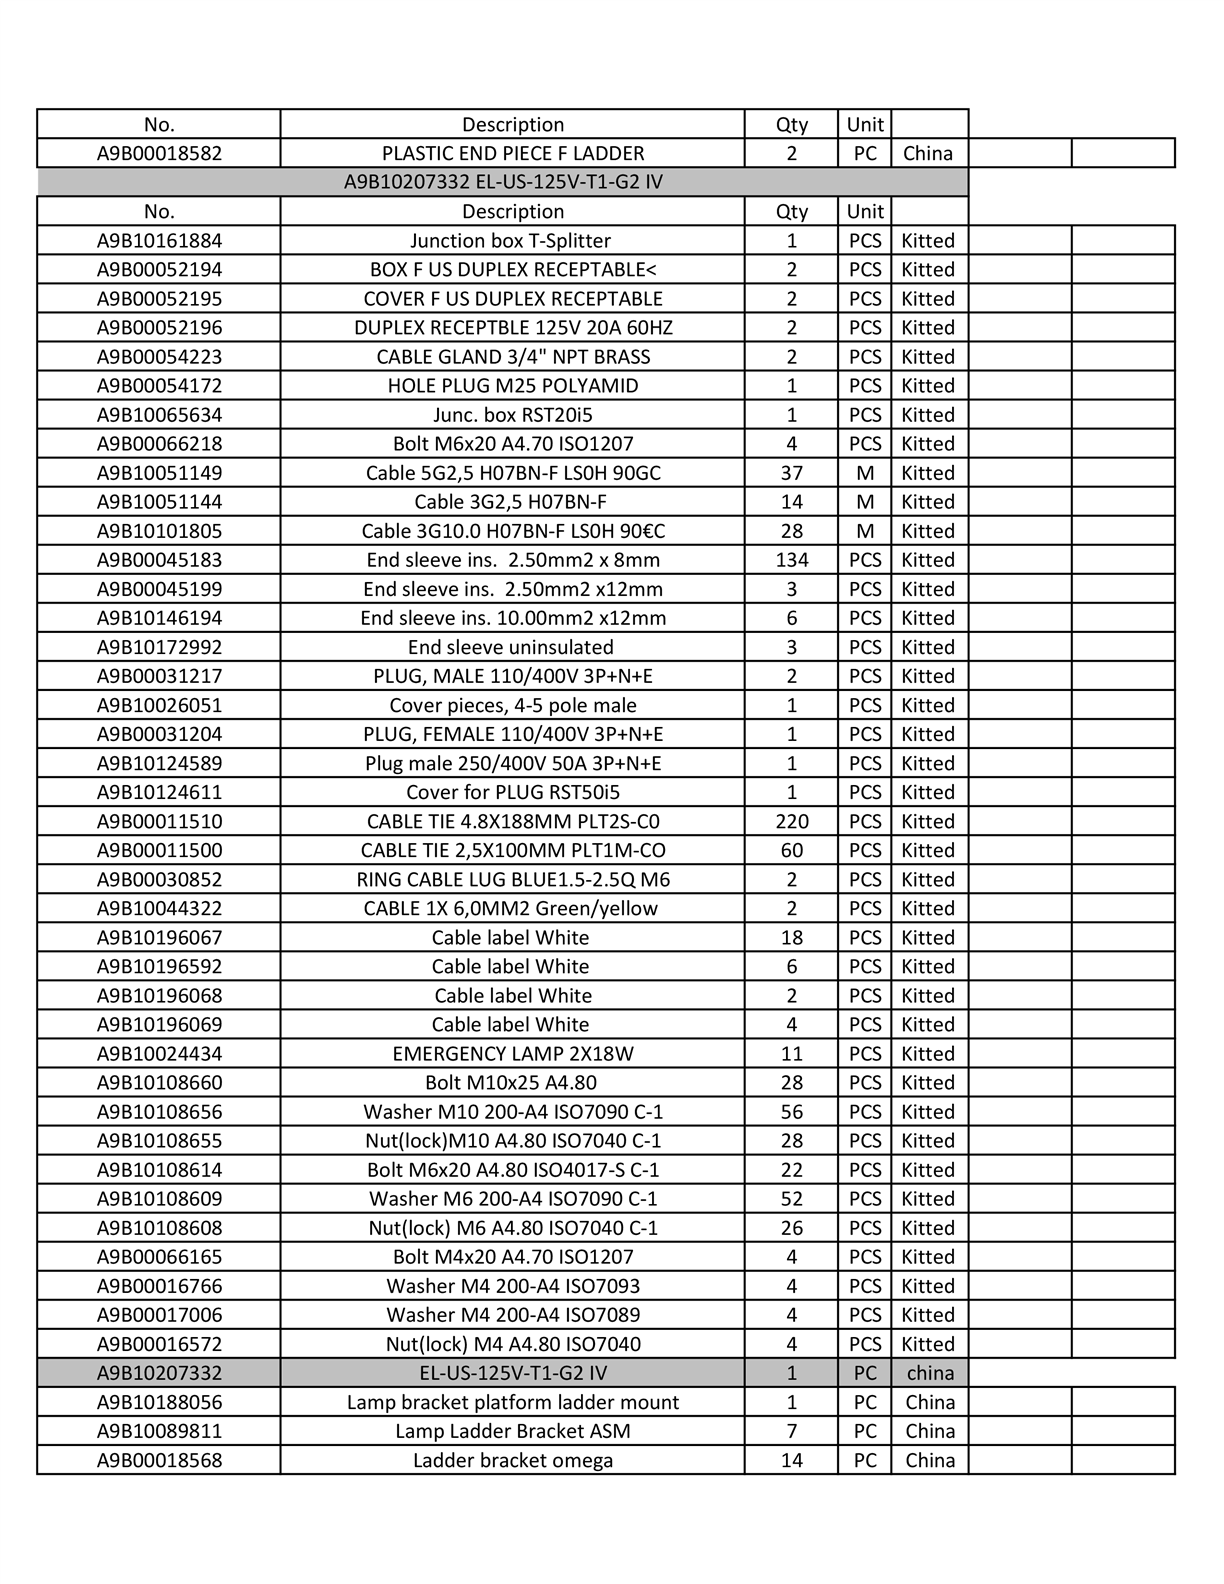 No. Description Qty Unit
A9B00018582 PLASTIC END PIECE F LADDER 2 PC China
A9B10207332 EL-US-125V-T1-G2 IV
No. Description Qty Unit
A9B10161884 Junction box T-Splitter 1 PCS Kitted
A9B00052194 BOX F US DUPLEX RECEPTABLE< 2 PCS Kitted
A9B00052195 COVER F US DUPLEX RECEPTABLE 2 PCS Kitted
A9B00052196 DUPLEX RECEPTBLE 125V 20A 60HZ 2 PCS Kitted
A9B00054223 CABLE GLAND 3/4" NPT BRASS 2 PCS Kitted
A9B00054172 HOLE PLUG M25 POLYAMID 1 PCS Kitted
A9B10065634 Junc. box RST20i5 1 PCS Kitted
A9B00066218 Bolt M6x20 A4.70 ISO1207 4 PCS Kitted
A9B10051149 Cable 5G2,5 H07BN-F LS0H 90GC 37 M Kitted
A9B10051144 Cable 3G2,5 H07BN-F 14 M Kitted
A9B10101805 Cable 3G10.0 H07BN-F LS0H 90€C 28 M Kitted
A9B00045183 End sleeve ins.  2.50mm2 x 8mm 134 PCS Kitted
A9B00045199 End sleeve ins.  2.50mm2 x12mm 3 PCS Kitted
A9B10146194 End sleeve ins. 10.00mm2 x12mm 6 PCS Kitted
A9B10172992 End sleeve uninsulated 3 PCS Kitted
A9B00031217 PLUG, MALE 110/400V 3P+N+E 2 PCS Kitted
A9B10026051 Cover pieces, 4-5 pole male 1 PCS Kitted
A9B00031204 PLUG, FEMALE 110/400V 3P+N+E 1 PCS Kitted
A9B10124589 Plug male 250/400V 50A 3P+N+E 1 PCS Kitted
A9B10124611 Cover for PLUG RST50i5 1 PCS Kitted
A9B00011510 CABLE TIE 4.8X188MM PLT2S-C0 220 PCS Kitted
A9B00011500 CABLE TIE 2,5X100MM PLT1M-CO 60 PCS Kitted
A9B00030852 RING CABLE LUG BLUE1.5-2.5Q M6 2 PCS Kitted
A9B10044322 CABLE 1X 6,0MM2 Green/yellow 2 PCS Kitted
A9B10196067 Cable label White 18 PCS Kitted
A9B10196592 Cable label White 6 PCS Kitted
A9B10196068 Cable label White 2 PCS Kitted
A9B10196069 Cable label White 4 PCS Kitted
A9B10024434 EMERGENCY LAMP 2X18W 11 PCS Kitted
A9B10108660 Bolt M10x25 A4.80 28 PCS Kitted
A9B10108656 Washer M10 200-A4 ISO7090 C-1 56 PCS Kitted
A9B10108655 Nut(lock)M10 A4.80 ISO7040 C-1 28 PCS Kitted
A9B10108614 Bolt M6x20 A4.80 ISO4017-S C-1 22 PCS Kitted
A9B10108609 Washer M6 200-A4 ISO7090 C-1 52 PCS Kitted
A9B10108608 Nut(lock) M6 A4.80 ISO7040 C-1 26 PCS Kitted
A9B00066165 Bolt M4x20 A4.70 ISO1207 4 PCS Kitted
A9B00016766 Washer M4 200-A4 ISO7093 4 PCS Kitted
A9B00017006 Washer M4 200-A4 ISO7089 4 PCS Kitted
A9B00016572 Nut(lock) M4 A4.80 ISO7040 4 PCS Kitted
A9B10207332 EL-US-125V-T1-G2 IV 1 PC china
A9B10188056 Lamp bracket platform ladder mount 1 PC China
A9B10089811 Lamp Ladder Bracket ASM 7 PC China
A9B00018568 Ladder bracket omega 14 PC China